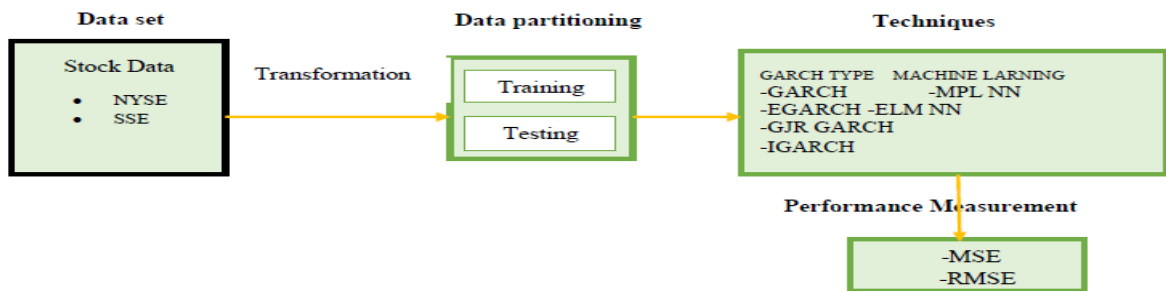 Data set
Stock Data
• NYSE
• SSE
Transformation
Data partitioning
Training
Testing
Techniques
GARCH TYPE MACHINE LARNING
-GARCH -MPL NN
-EGARCH -ELM NN
-GJR GARCH
-IGARCH
Performance Measurement
-MSE
-RMSE